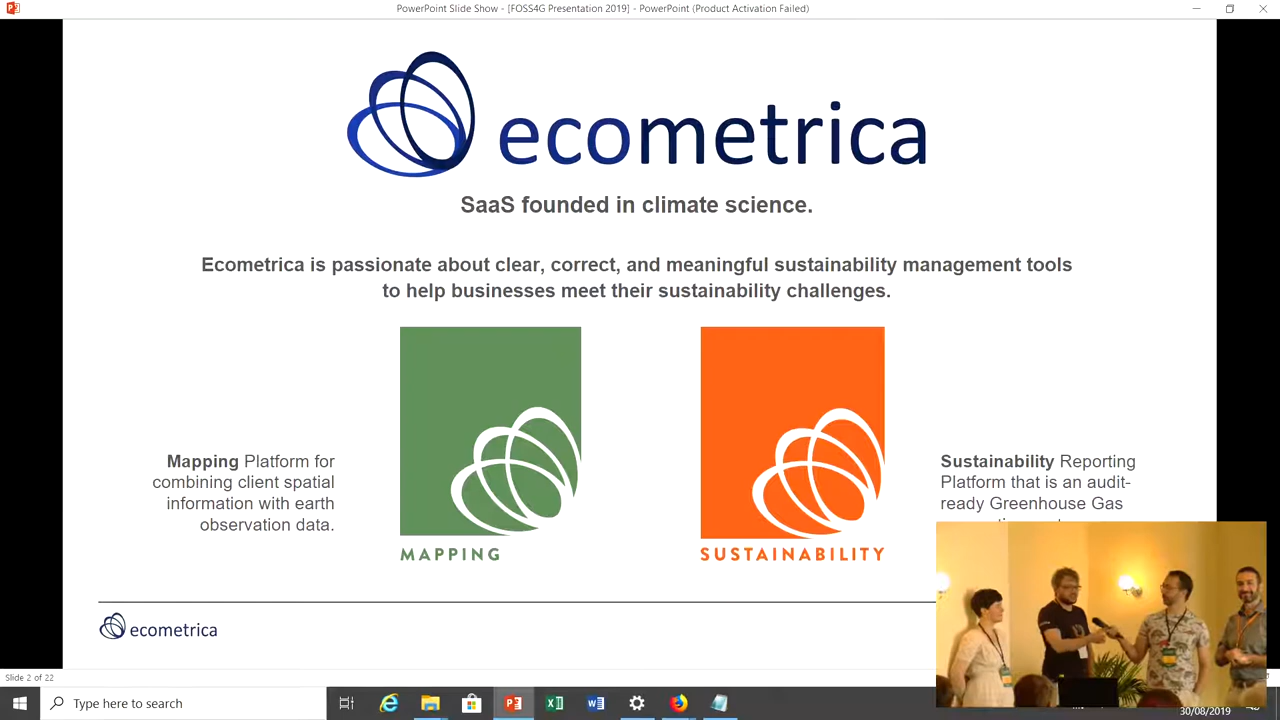 PowerPoint Slide Show - [FOSS4G Presentation 2019] - PowerPoint (Product Activation Failed)
ecometrica
SaaS founded in climate science.
Ecometrica is passionate about clear, correct, and meaningful sustainability management tools
to help businesses meet their sustainability challenges.
Mapping Platform for
combining client spatial
information with earth
observation data.
MAPPING
SUSTAINABILITY
Sustainability Reporting
Platform that is an audit-
ready Greenhouse Gas
ecometrica
Slide 2 of 22
Type here to search
30/08/2019